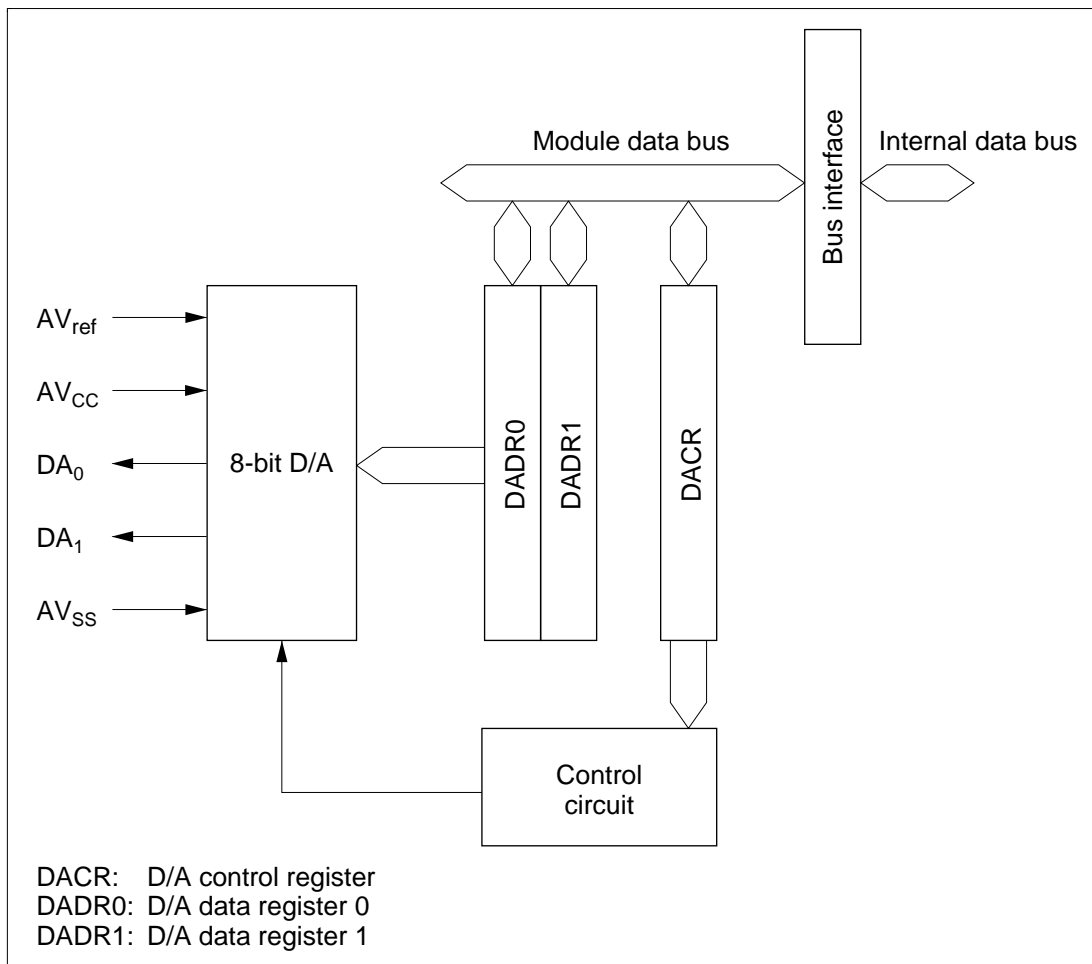 Module data bus
Internal data bus
Bus interface
AVref
AVCC
DA0
DA1
AVSS
8-bit D/A
DADR0
DADR1
DACR
Control
circuit
DACR: D/A control register
DADR0: D/A data register 0
DADR1: D/A data register 1